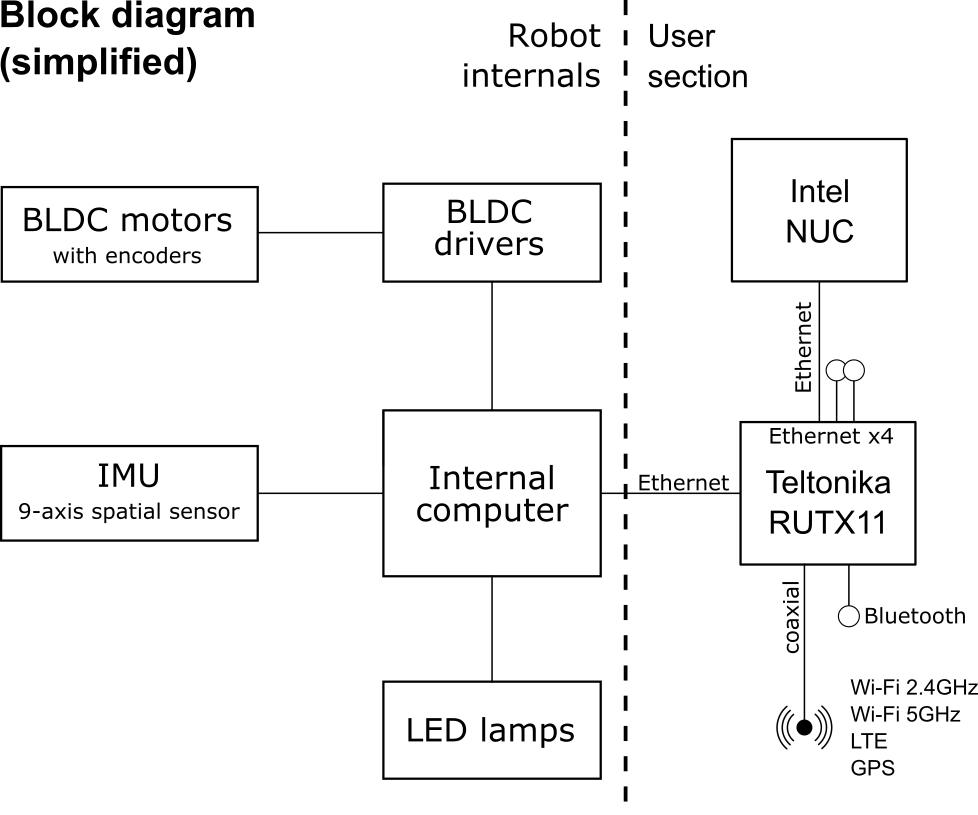 Block diagram
(simplified)
Robot
internals
User
section
BLDC motors
with encoders
BLDC
drivers
Intel
NUC
Ethernet
IMU
9-axis spatial sensor
Internal
computer
Ethernet
Ethernet x4
Teltonika
RUTX11
coaxial
Bluetooth
LED lamps
Wi-Fi 2.4GHz
Wi-Fi 5GHz
LTE
GPS